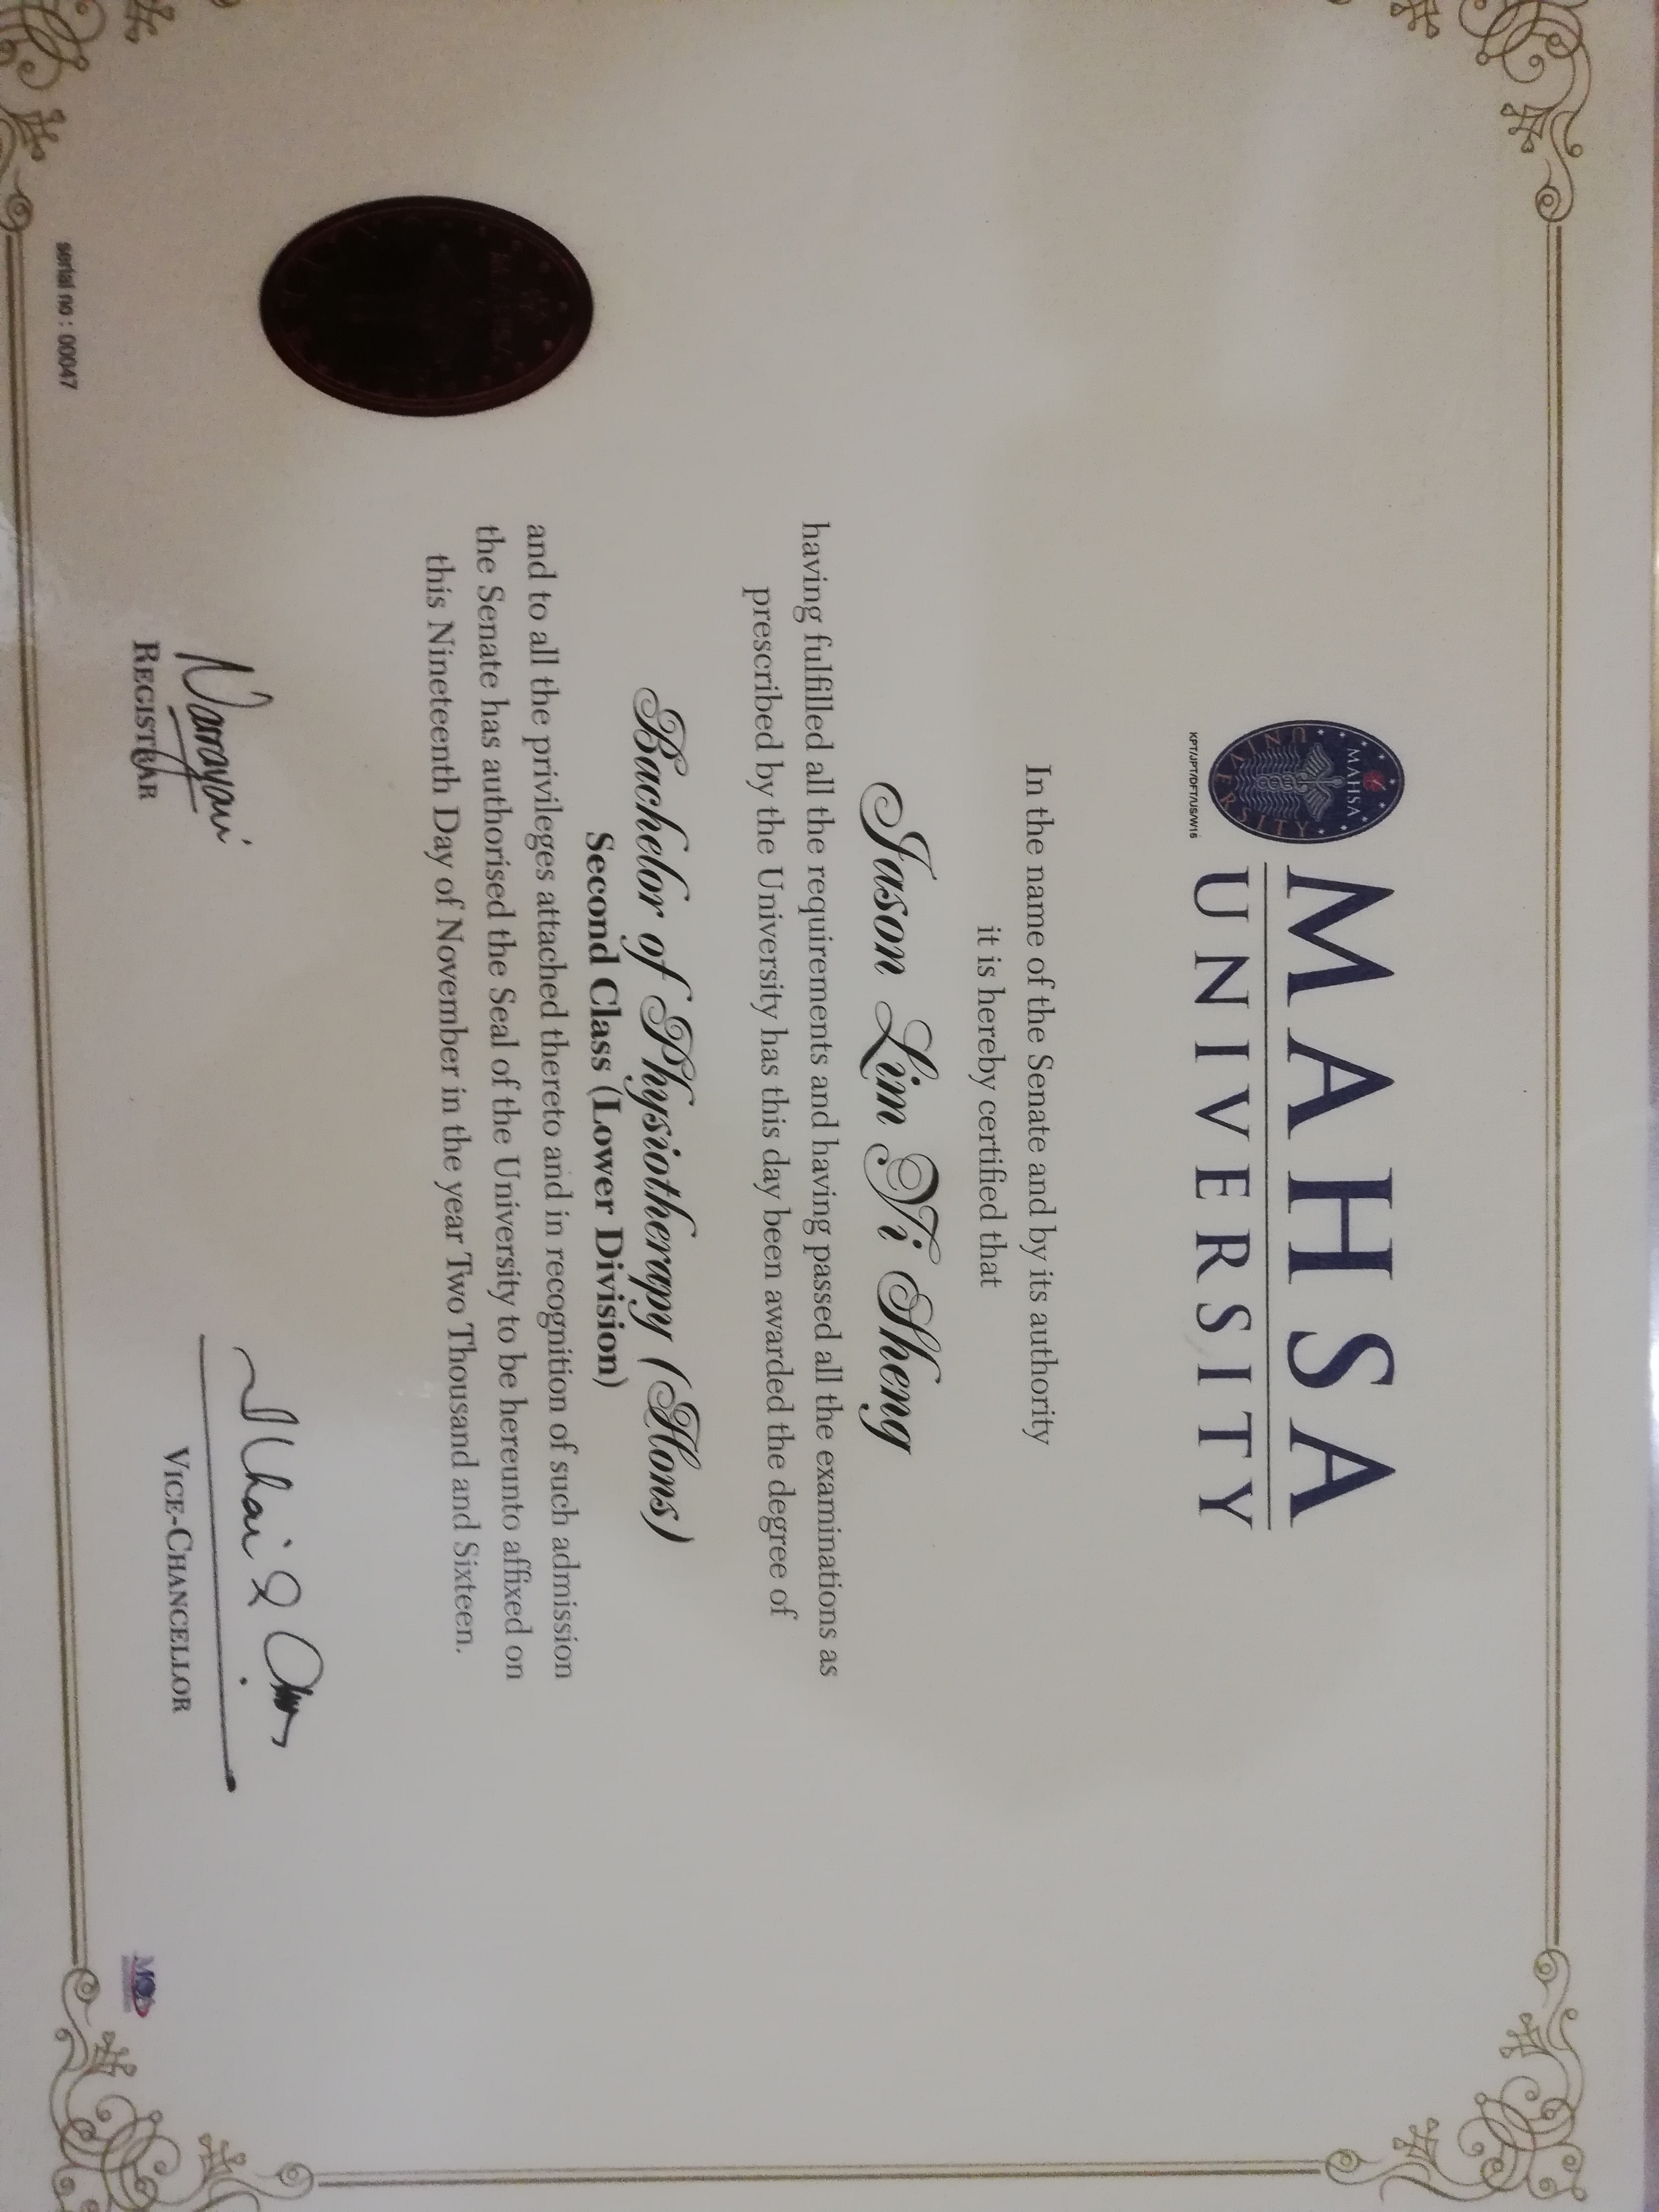 MAHSA
UNIVERSITY
MAHSA
UNIVERSITY
KPT/JPT/DFT/US/W16
In the name of the Senate and by its authority
it is hereby certified that
Jason Lim Yi Sheng
having fulfilled all the requirements and having passed all the examinations as
prescribed by the University has this day been awarded the degree of
Bachelor of Physiotherapy (Hons)
Second Class (Lower Division)
and to all the privileges attached thereto and in recognition of such admission
the Senate has authorised the Seal of the University to be hereunto affixed on
this Nineteenth Day of November in the year Two Thousand and Sixteen.
Narayani
REGISTRAR
VICE-CHANCELLOR
serial no : 00047
MQA